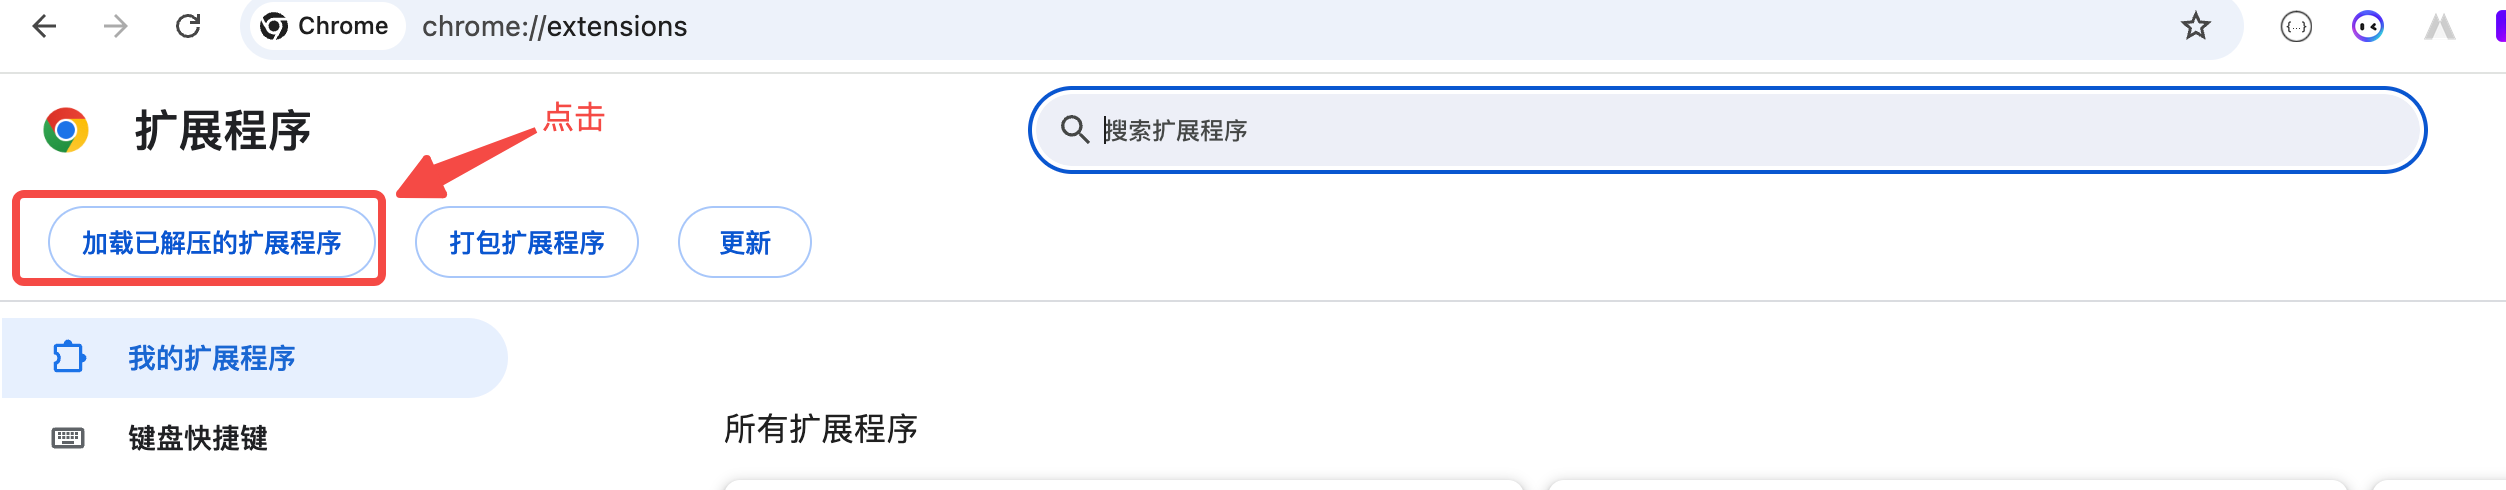 Chrome chrome://extensions
{...}
扩展程序
点击
搜索扩展程序
加载已解压的扩展程序 打包扩展程序 更新
我的扩展程序
键盘快捷键
所有扩展程序